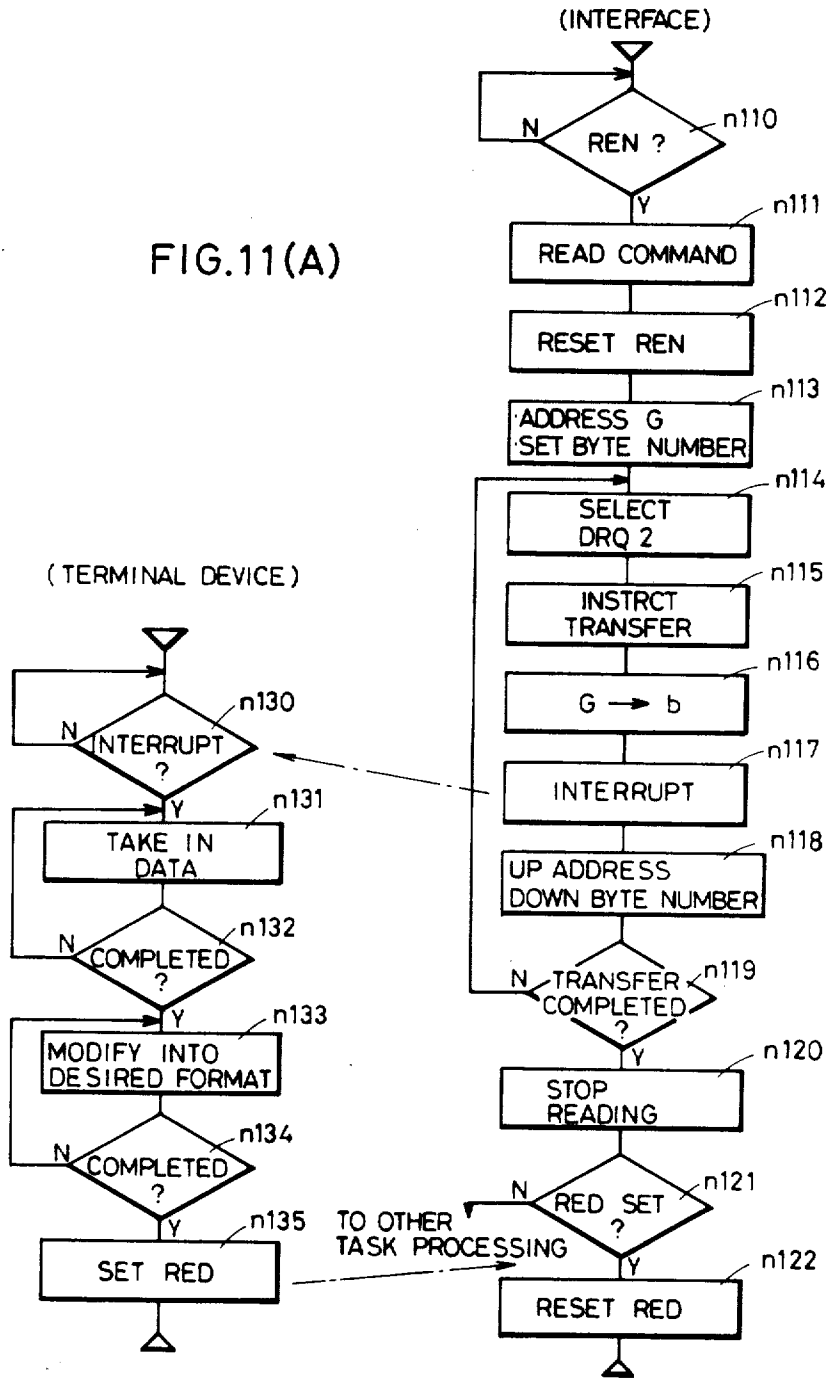 (INTERFACE)
n110
N
REN ?
Y
n111
READ COMMAND
n112
RESET REN
n113
ADDRESS G
SET BYTE NUMBER
n114
SELECT
DRQ 2
n115
INSTRCT
TRANSFER
n116
G → b
n117
INTERRUPT
n118
UP ADDRESS
DOWN BYTE NUMBER
n119
N
TRANSFER
COMPLETED
?
Y
n120
STOP
READING
n121
N
RED SET
?
Y
TO OTHER
TASK PROCESSING
n122
RESET RED
FIG.11(A)
(TERMINAL DEVICE)
n130
N
INTERRUPT
?
Y
n131
TAKE IN
DATA
n132
N
COMPLETED
?
Y
n133
MODIFY INTO
DESIRED FORMAT
n134
N
COMPLETED
?
Y
n135
SET RED